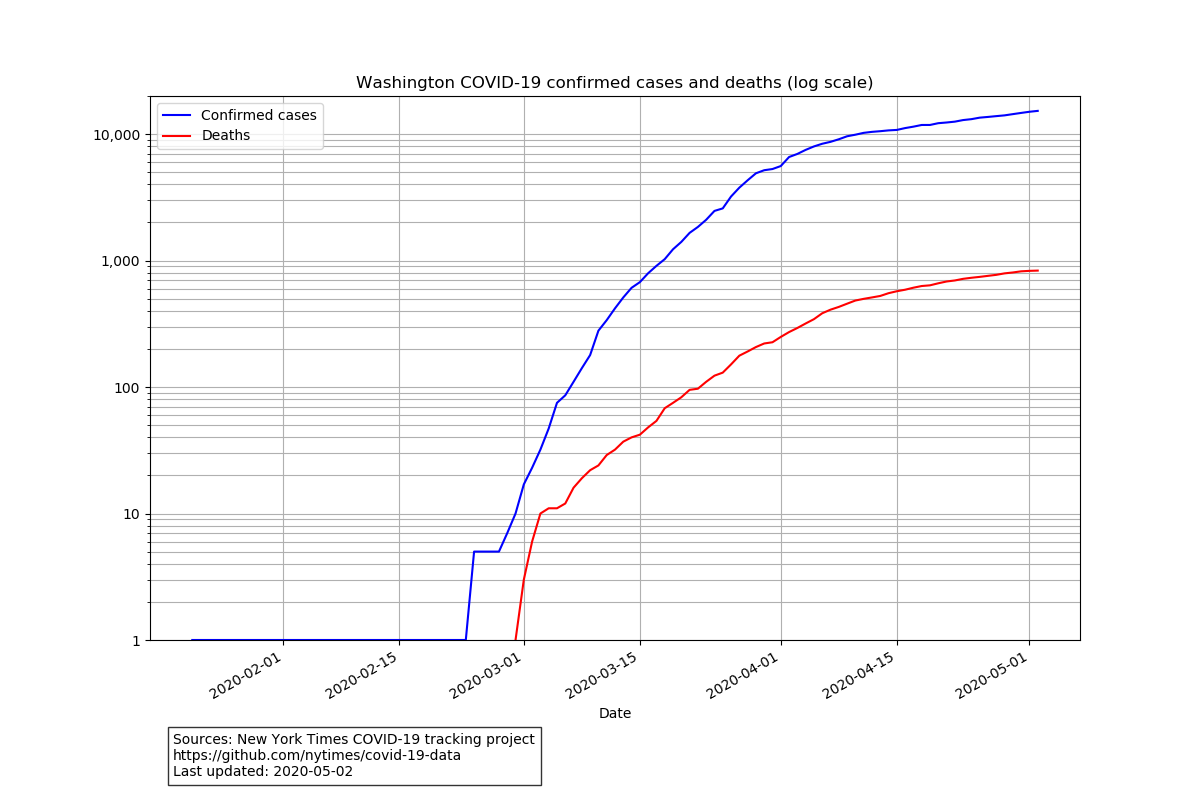 Washington COVID-19 confirmed cases and deaths (log scale)
Confirmed cases
Deaths
10,000
1,000
100
10
1
2020-02-01
2020-02-15
2020-03-01
2020-03-15
2020-04-01
2020-04-15
2020-05-01
Date
Sources: New York Times COVID-19 tracking project
https://github.com/nytimes/covid-19-data
Last updated: 2020-05-02